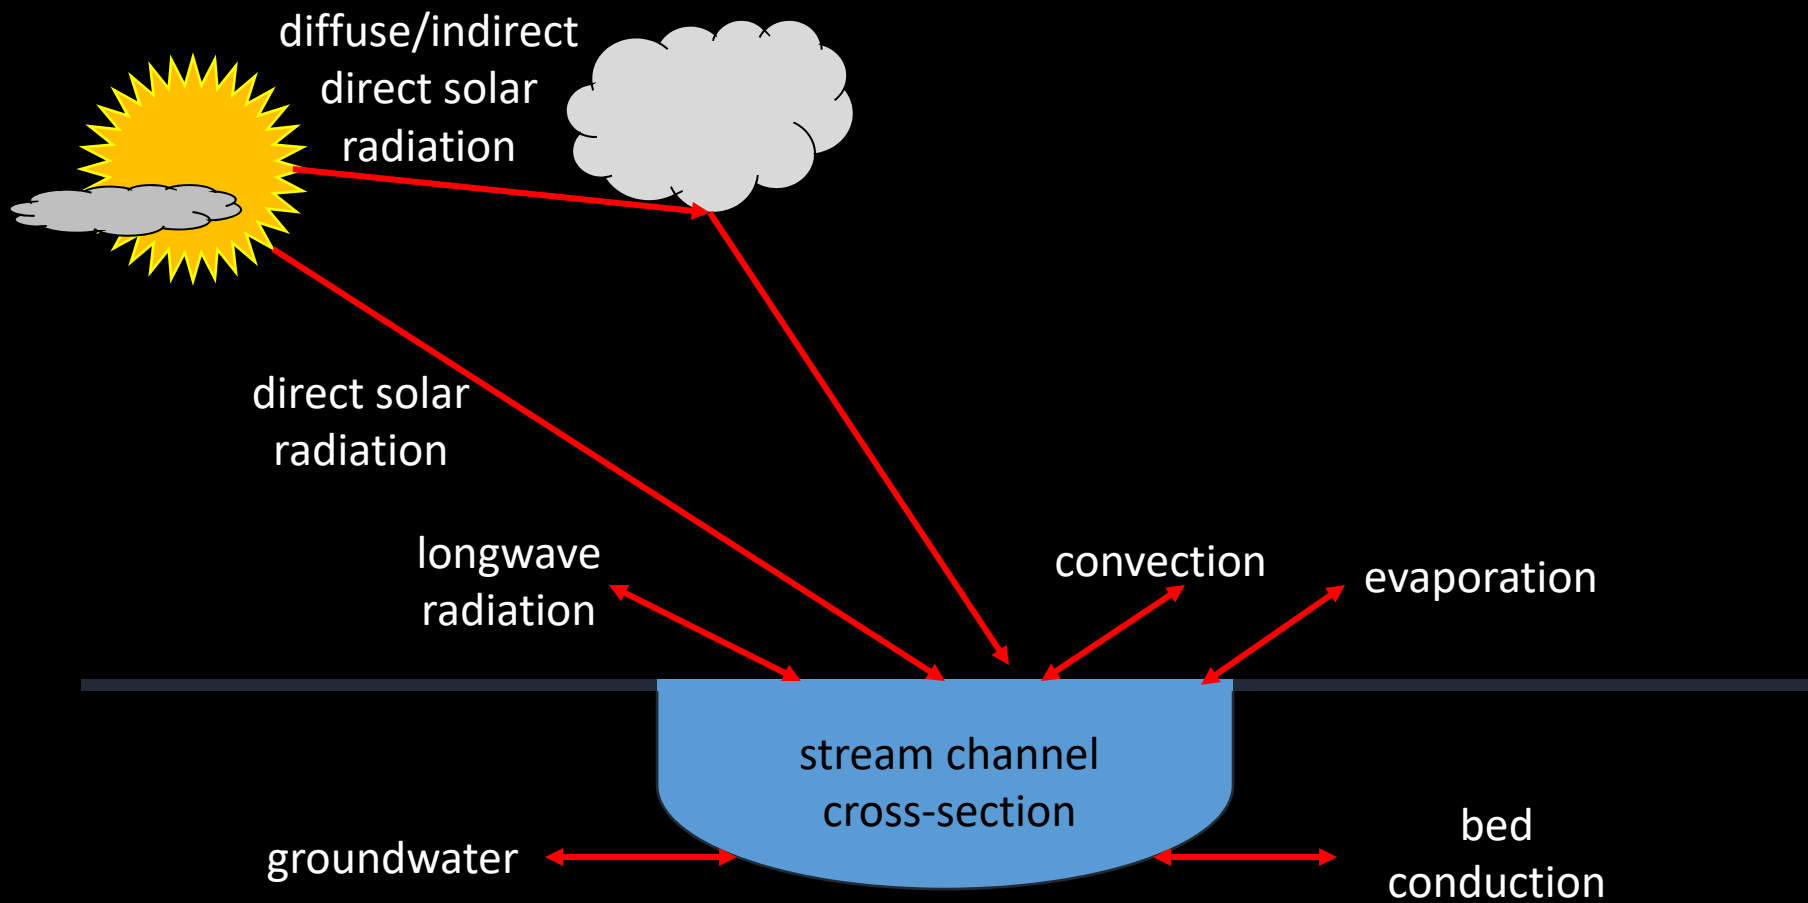 diffuse/indirect
direct solar
radiation
direct solar
radiation
longwave
radiation
convection
evaporation
stream channel
cross-section
groundwater
bed
conduction